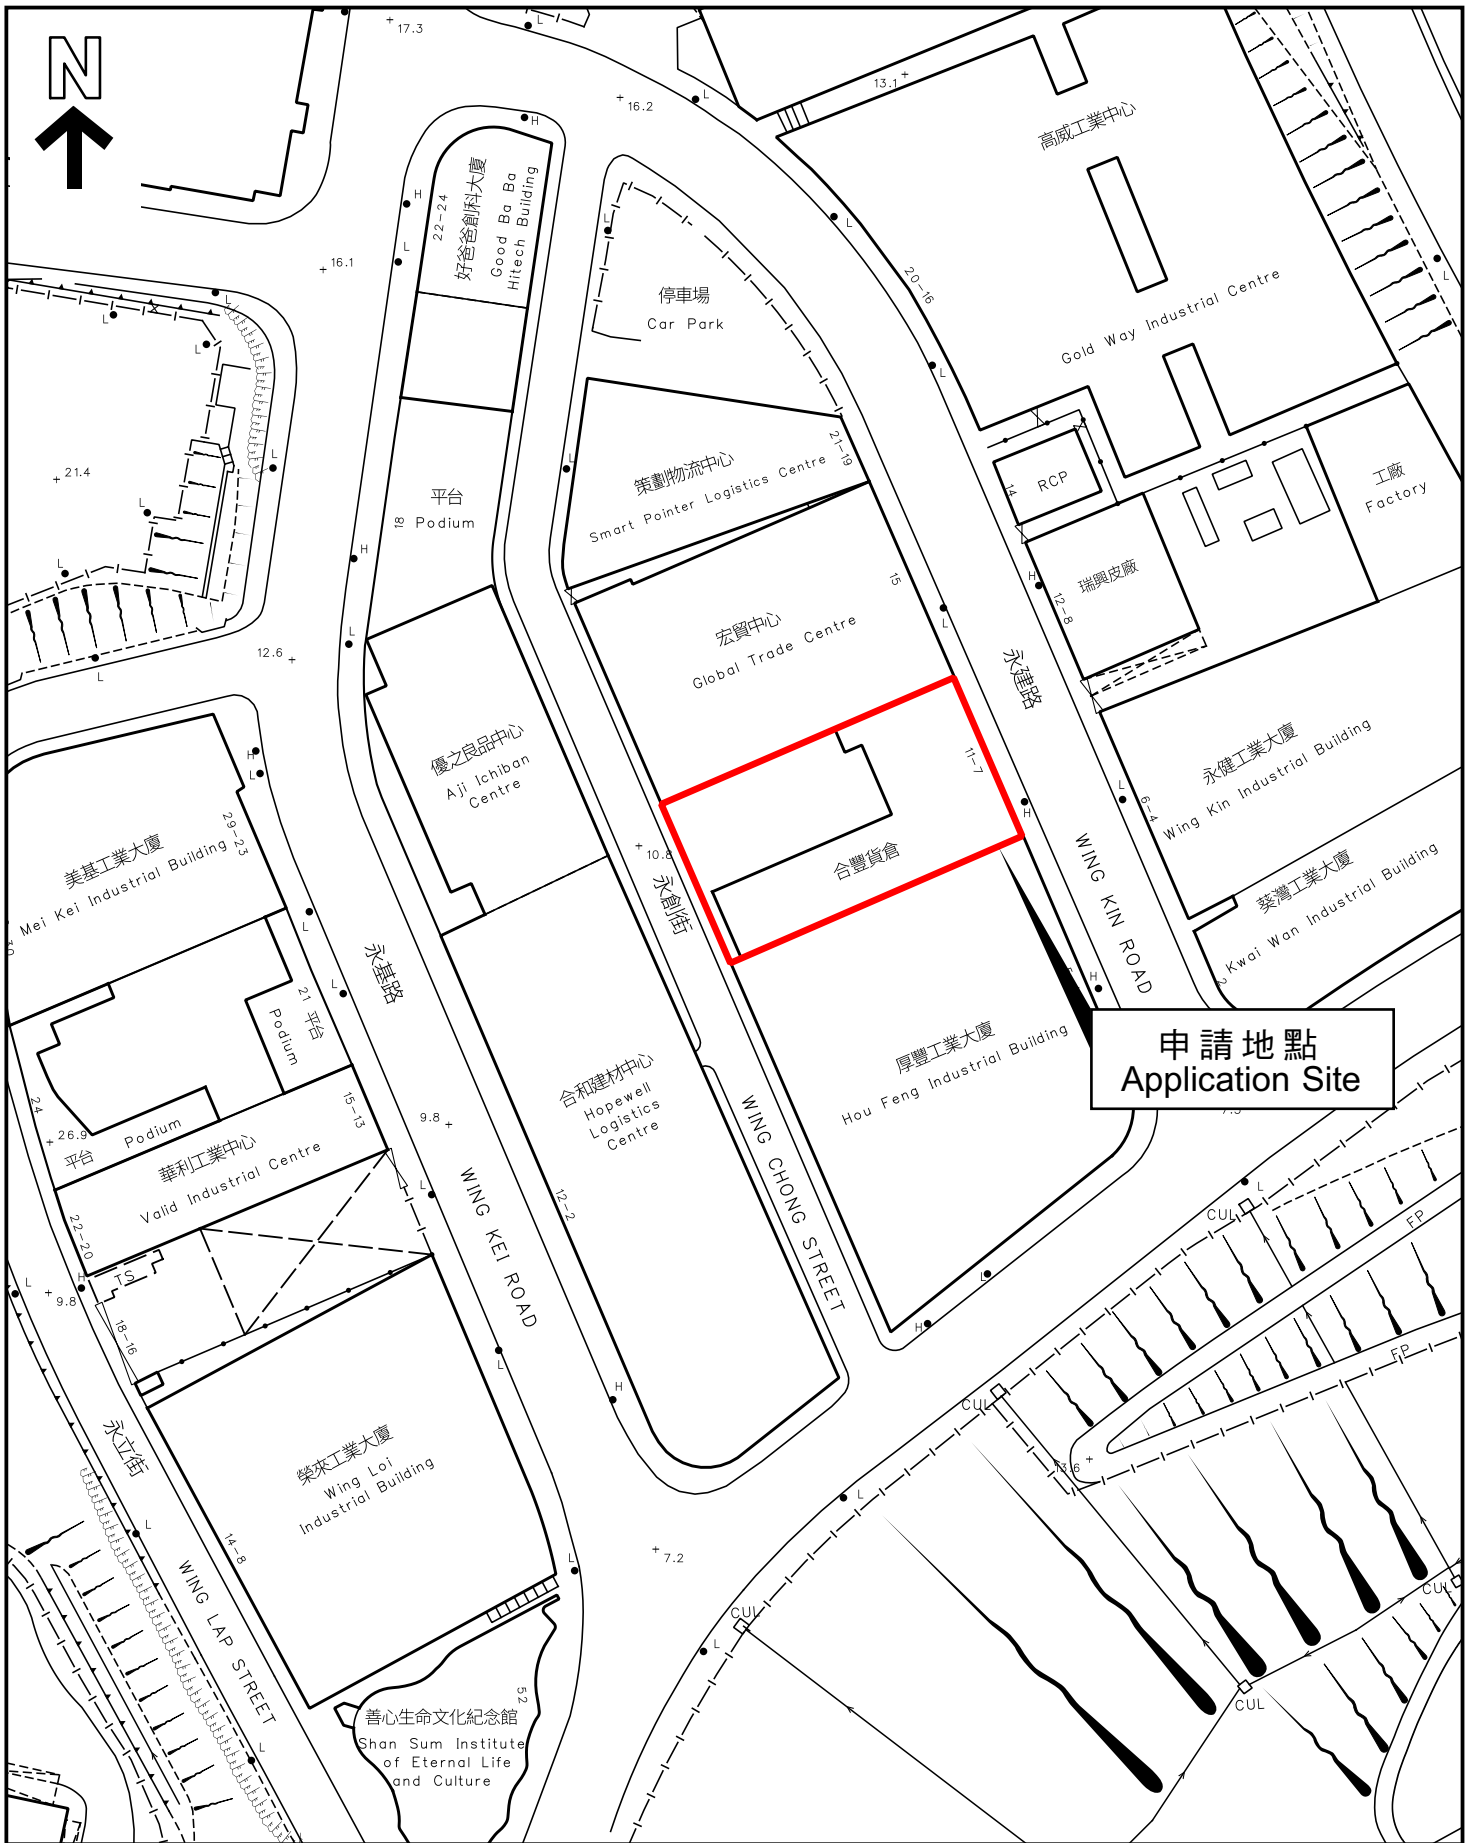 N
17.3
L
L
16.2
L
13.1
高威工業中心
Gold Way Industrial Centre
20-16
H
好爸爸創科大廈
22-24
Good Ba Ba
Hitech Building
H
L
16.1
L
L
L
L
L
L
停車場
Car Park
L
L
21.4
L
L
L
平台
18 Podium
L
策劃物流中心
Smart Pointer Logistics Centre
21-19
RCP
14
工廠
Factory
瑞興皮廠
12-8
H
15
L
H
L
12.6
L
宏貿中心
Global Trade Centre
永建路
11-7
永健工業大廈
Wing Kin Industrial Building
6-4
L
優之良品中心
Aji Ichiban
Centre
H
L
29-23
美基工業大廈
Mei Kei Industrial Building
30
10.8
永創街
合豐貨倉
H
WING KIN ROAD
葵灣工業大廈
Kwai Wan Industrial Building
2
L
L
永基路
21 平台
Podium
H
厚豐工業大廈
Hou Feng Industrial Building
申請地點
Application Site
合和建材中心
Hopewell
Logistics
Centre
12-2
24
26.9
平台
Podium
15-13
9.8
華利工業中心
Valid Industrial Centre
22-20
L
WING KEI ROAD
WING CHONG STREET
L
CUL
FP
L
9.8
H
TS
18-16
L
H
L
H
CUL
FP
13.6
永立街
榮來工業大廈
Wing Loi
Industrial Building
14-8
L
L
7.2
L
WING LAP STREET
L
CUL
L
CUL
CUL
善心生命文化紀念館
52
Shan Sum Institute
of Eternal Life
and Culture
L